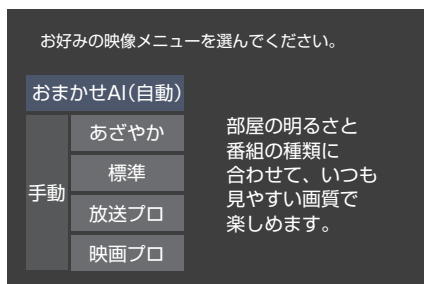 お好みの映像メニューを選んでください。
おまかせAI(自動)
手動
あざやか
標準
放送プロ
映画プロ
部屋の明るさと
番組の種類に
合わせて、いつも
見やすい画質で
楽しめます。